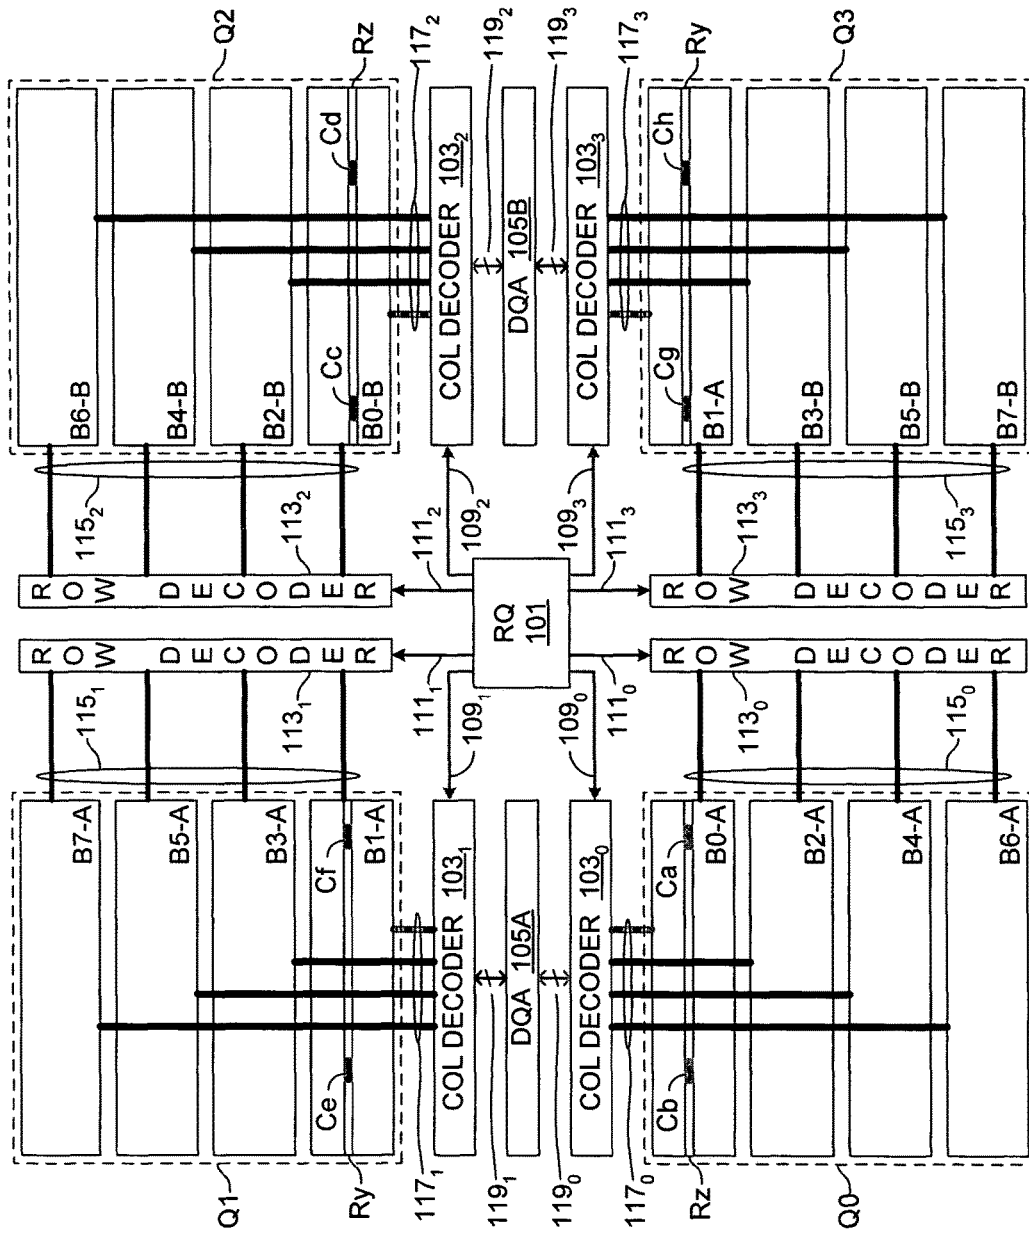 Q1
B7-A
B5-A
B3-A
Ce
Cf
B1-A
Ry
115₁
ROW DECODER
113₁
117₁
COL DECODER 103₁
111₁
109₁
119₁
DQA 105A
119₀
COL DECODER 103₀
109₀
111₀
117₀
Rz
Cb
Ca
B0-A
B2-A
B4-A
B6-A
Q0
ROW DECODER
113₀
115₀
RQ
101
Q2
B6-B
B4-B
B2-B
Cc
Cd
B0-B
Rz
115₂
ROW DECODER
113₂
117₂
COL DECODER 103₂
111₂
109₂
119₂
DQA 105B
119₃
COL DECODER 103₃
109₃
111₃
117₃
Ry
Cg
Ch
B1-A
B3-B
B5-B
B7-B
Q3
ROW DECODER
113₃
115₃